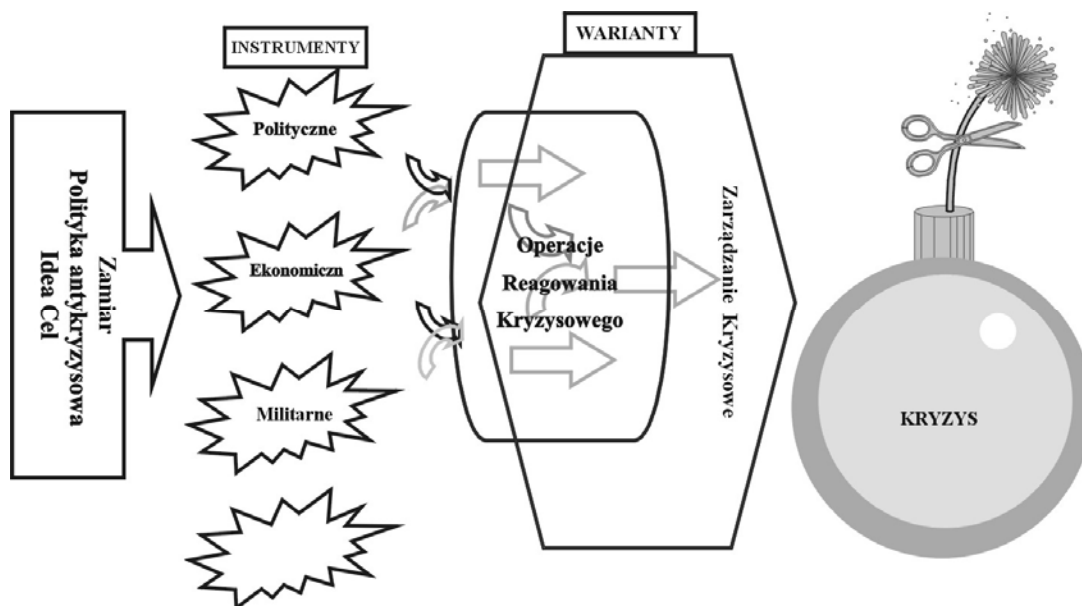 INSTRUMENTY
WARIANTY
Zamiar
Polityka antykryzysowa
Idea Cel
Polityczne
Ekonomiczn
Militarne
Operacje
Reagowania
Kryzysowego
Zarządzanie Kryzysowe
KRYZYS